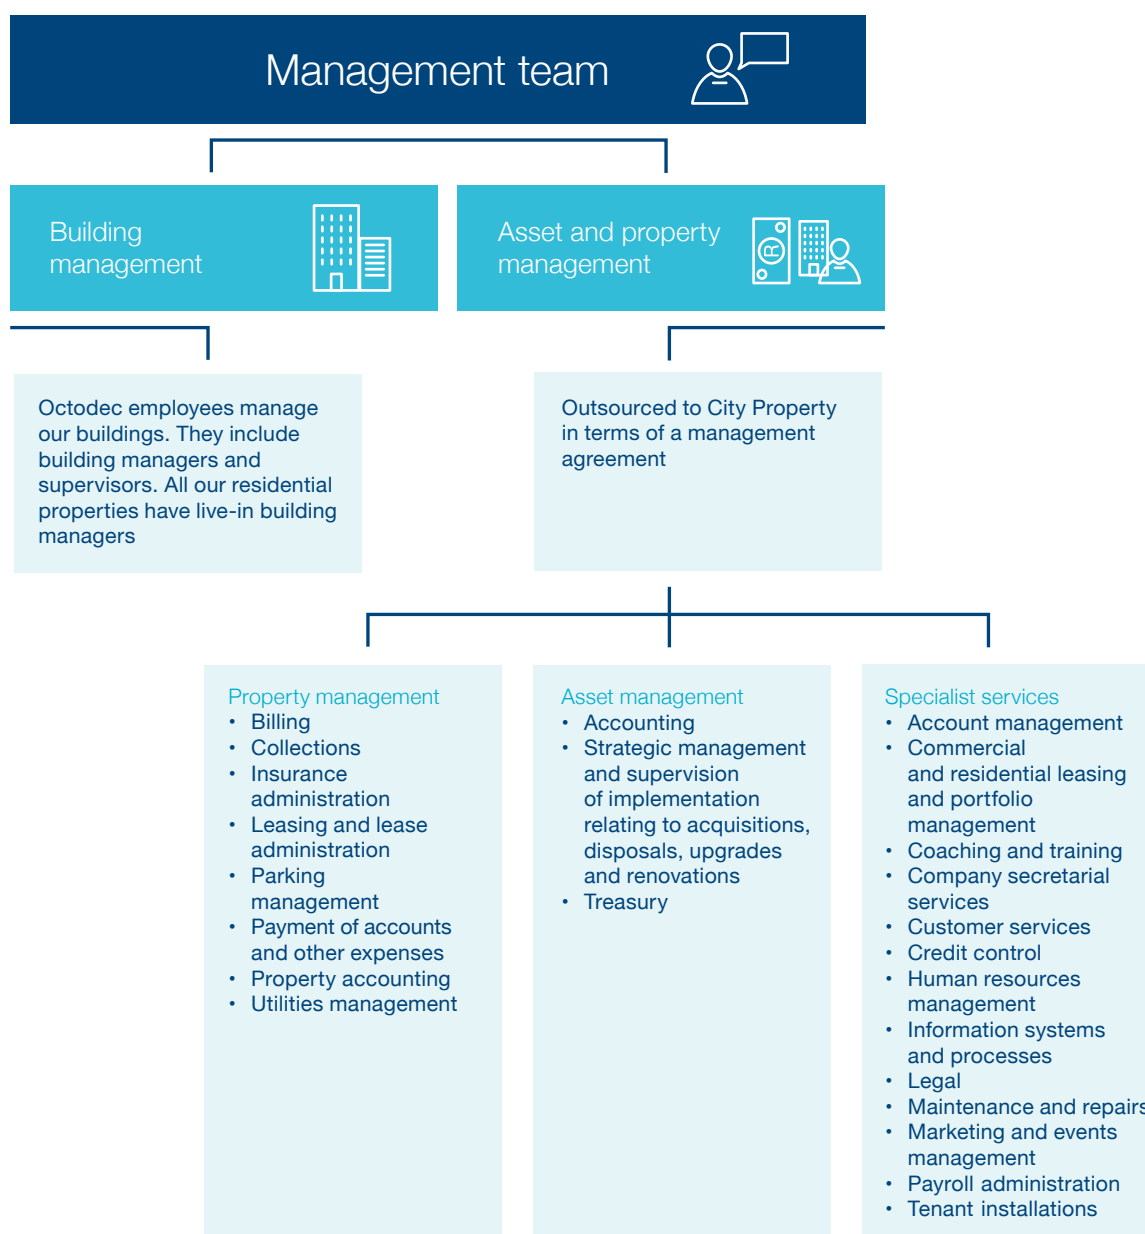 Management team
Building
management
Asset and property
management
R
Octodec employees manage
our buildings. They include
building managers and
supervisors. All our residential
properties have live-in building
managers
Outsourced to City Property
in terms of a management
agreement
Property management
• Billing
• Collections
• Insurance
administration
• Leasing and lease
administration
• Parking
management
• Payment of accounts
and other expenses
• Property accounting
• Utilities management
Asset management
• Accounting
• Strategic management
and supervision
of implementation
relating to acquisitions,
disposals, upgrades
and renovations
• Treasury
Specialist services
• Account management
• Commercial
and residential leasing
and portfolio
management
• Coaching and training
• Company secretarial
services
• Customer services
• Credit control
• Human resources
management
• Information systems
and processes
• Legal
• Maintenance and repairs
• Marketing and events
management
• Payroll administration
• Tenant installations